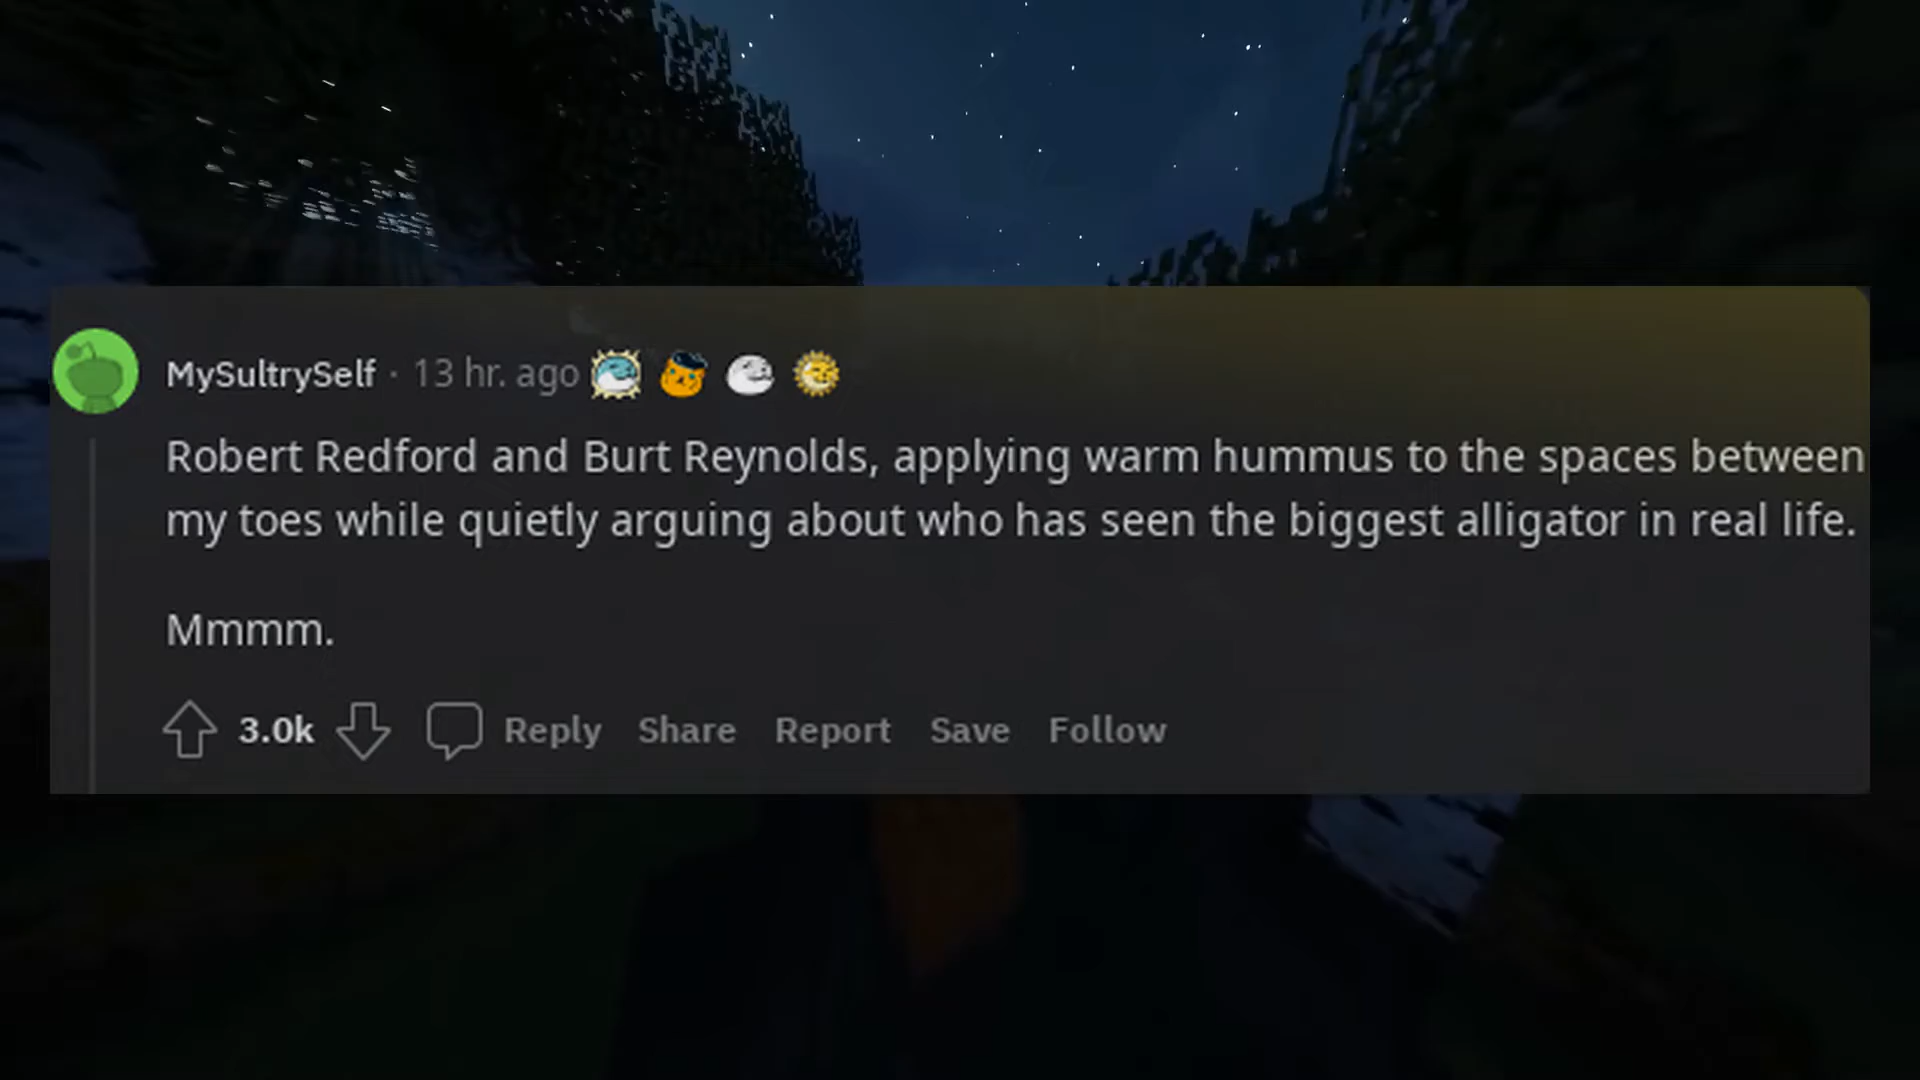 MySultrySelf · 13 hr. ago
Robert Redford and Burt Reynolds, applying warm hummus to the spaces between
my toes while quietly arguing about who has seen the biggest alligator in real life.
Mmmm.
3.0k Reply Share Report Save Follow